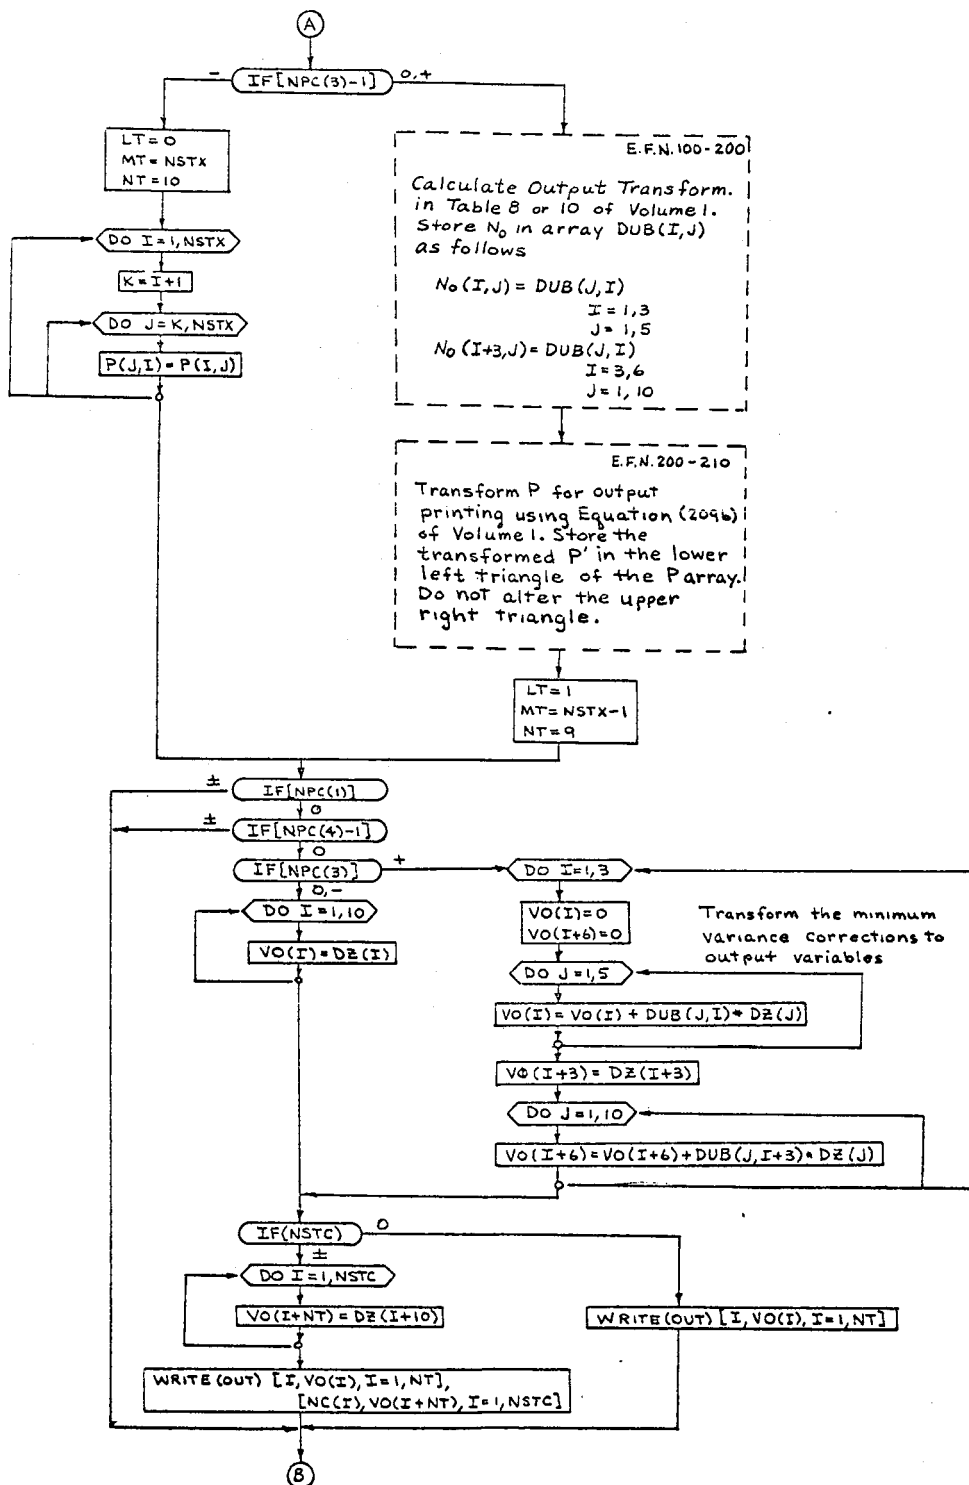 A
IF[NPC(3)-1]
-
0,+
LT=0
MT=NSTX
NT=10
DO I=1,NSTX
K=I+1
DO J=K,NSTX
P(J,I)=P(I,J)
E.F.N.100-200
Calculate Output Transform.
in Table 8 or 10 of Volume 1.
Store No in array DUB(I,J)
as follows
No(I,J) = DUB(J,I)
I = 1,3
J = 1,5
No(I+3,J) = DUB(J,I)
I = 3,6
J = 1,10
E.F.N.200-210
Transform P for output
printing using Equation (209b)
of Volume 1. Store the
transformed P' in the lower
left triangle of the P array.
Do not alter the upper
right triangle.
LT=1
MT=NSTX-1
NT=9
±
IF[NPC(1)]
0
±
IF[NPC(4)-1]
0
IF[NPC(3)]
+
0,-
DO I=1,10
VO(I)=DZ(I)
DO I=1,3
VO(I)=0
VO(I+6)=0
Transform the minimum
variance corrections to
output variables
DO J=1,5
VO(I)=VO(I)+DUB(J,I)*DZ(J)
VO(I+3)=DZ(I+3)
DO J=1,10
VO(I+6)=VO(I+6)+DUB(J,I+3)*DZ(J)
IF(NSTC)
0
±
DO I=1,NSTC
VO(I+NT)=DZ(I+10)
WRITE(OUT) [I,VO(I),I=1,NT]
WRITE(OUT) [I,VO(I),I=1,NT],
[NC(I),VO(I+NT),I=1,NSTC]
B